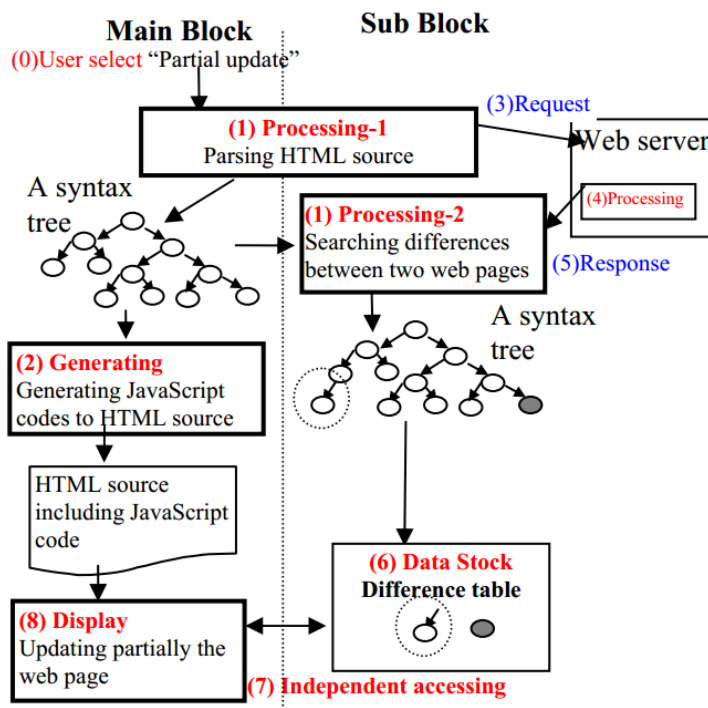 Main Block
Sub Block
(0)User select “Partial update”
(3)Request
(1) Processing-1
Parsing HTML source
Web server
(4)Processing
A syntax
tree
(1) Processing-2
Searching differences
between two web pages
(5)Response
A syntax
tree
(2) Generating
Generating JavaScript
codes to HTML source
HTML source
including JavaScript
code
(6) Data Stock
Difference table
(8) Display
Updating partially the
web page
(7) Independent accessing